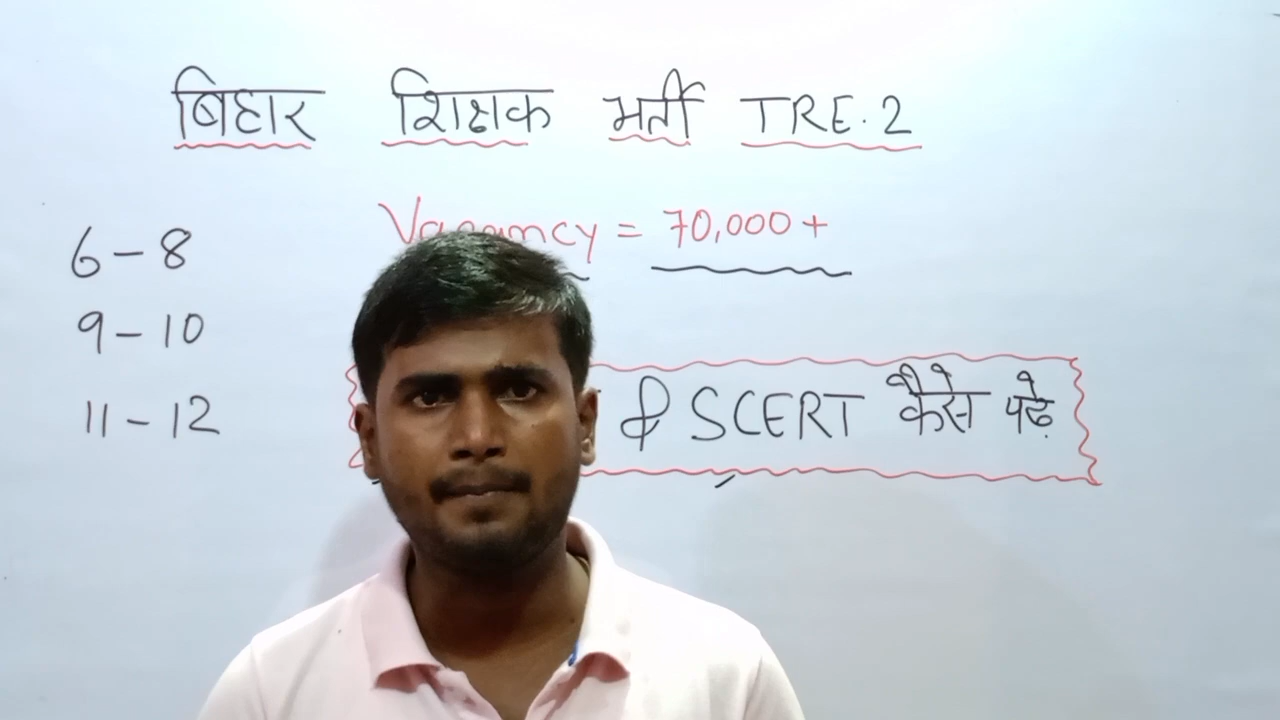 बिहार शिक्षक भर्ती TRE.2
Vacancy = 70,000+
6-8
9-10
11-12
& SCERT कैसे पढ़े